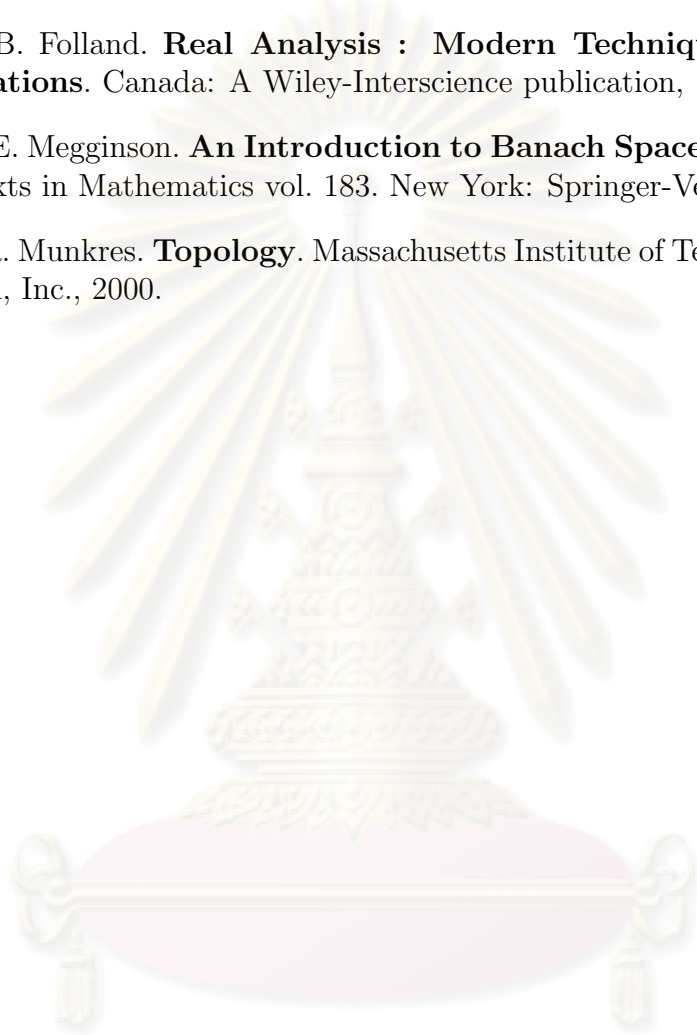 B. Folland. Real Analysis : Modern Techniq
ations. Canada: A Wiley-Interscience publication,
E. Megginson. An Introduction to Banach Space
xts in Mathematics vol. 183. New York: Springer-Ve
. Munkres. Topology. Massachusetts Institute of Te
, Inc., 2000.